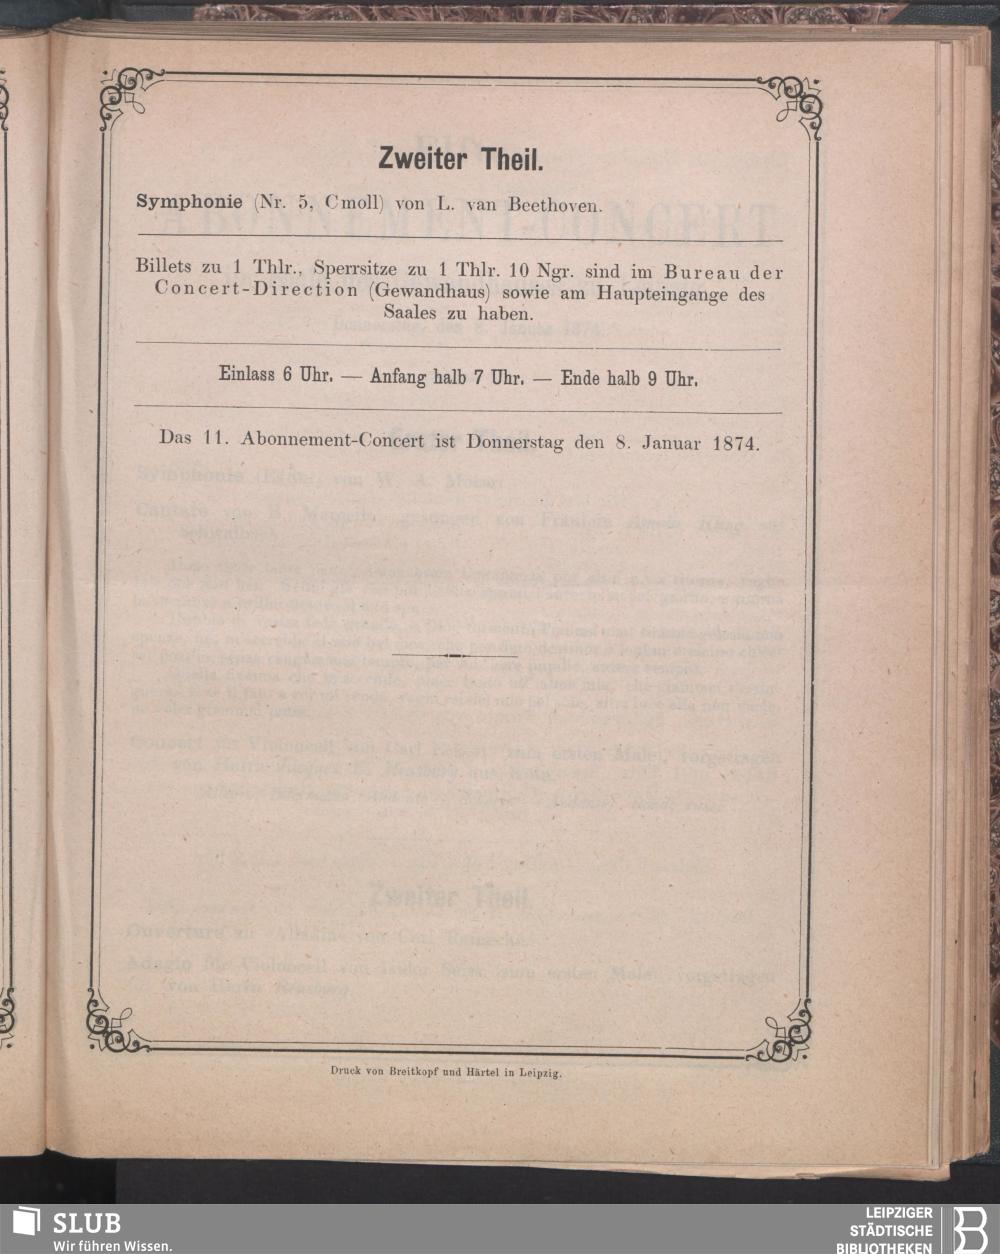 Zweiter Theil.
Symphonie (Nr. 5, Cmoll) von L. van Beethoven.
Billets zu 1 Thlr., Sperrsitze zu 1 Thlr. 10 Ngr. sind im Bureau der
Concert-Direction (Gewandhaus) sowie am Haupteingange des
Saales zu haben.
Einlass 6 Uhr. — Anfang halb 7 Uhr. — Ende halb 9 Uhr.
Das 11. Abonnement-Concert ist Donnerstag den 8. Januar 1874.
Druck von Breitkopf und Härtel in Leipzig.
SLUB
Wir führen Wissen.
LEIPZIGER
STÄDTISCHE
BIBLIOTHEKEN